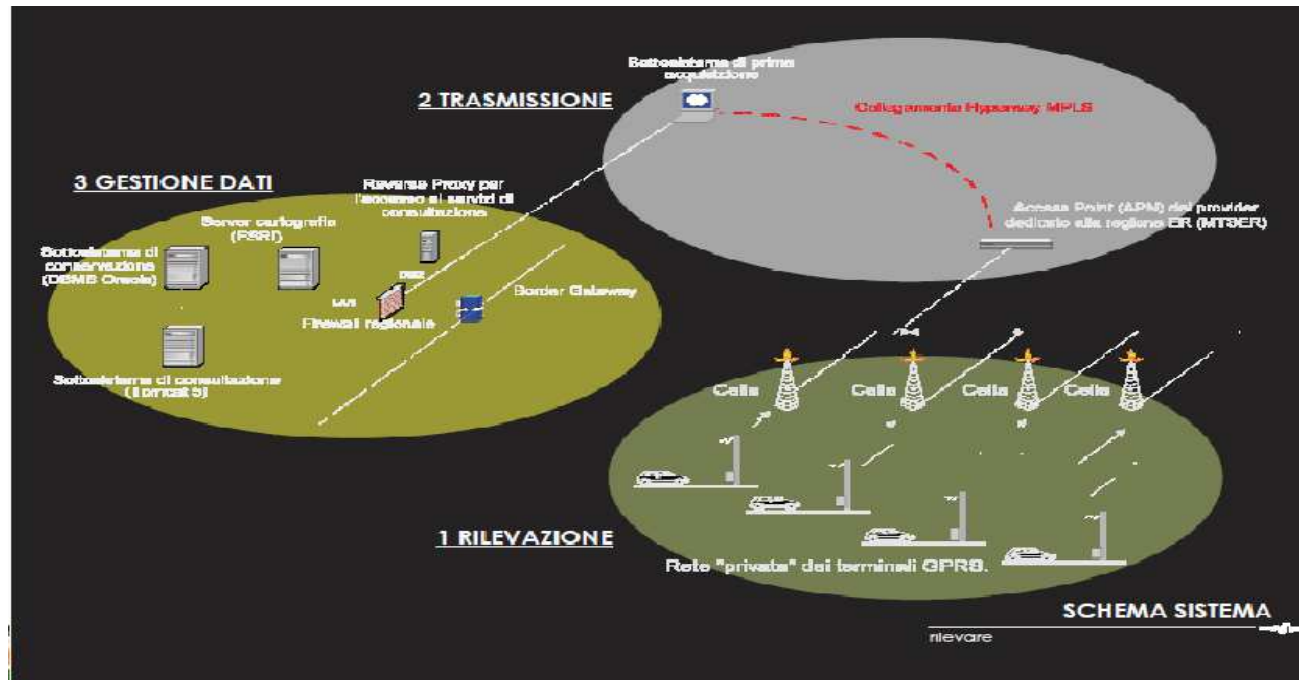 Sottosistema di prima
acquisizione
2 TRASMISSIONE
Collegamento Hyperway MPLS
3 GESTIONE DATI
Reverse Proxy per
l'accesso ai servizi di
consultazione
Server cartografia
(ESRI)
Access Point (APN) del provider
dedicato alla regione ER (MTSER)
Sottosistema di
conservazione
(DBMS Oracle)
DMZ
Border Gateway
Firewall regionale
Sottosistema di consultazione
(Tomcat 5)
Cella
Cella
Cella
Cella
1 RILEVAZIONE
Rete "privata" dei terminali GPRS.
SCHEMA SISTEMA
rilevare